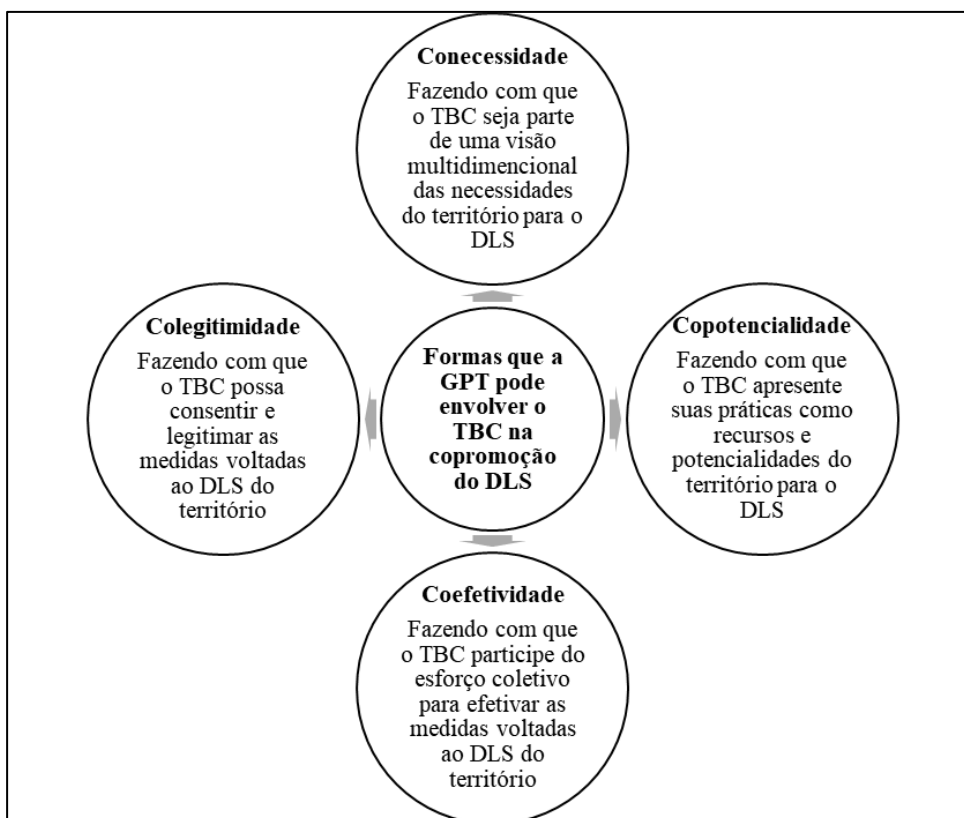 Conecessidade
Fazendo com que
o TBC seja parte
de uma visão
multidimencional
das necessidades
do território para o
DLS
Colegitimidade
Fazendo com que
o TBC possa
consentir e
legitimar as
medidas voltadas
ao DLS do
território
Formas que a
GPT pode
envolver o
TBC na
copromoção
do DLS
Copotencialidade
Fazendo com que
o TBC apresente
suas práticas como
recursos e
potencialidades do
território para o
DLS
Coefetividade
Fazendo com que
o TBC participe do
esforço coletivo
para efetivar as
medidas voltadas
ao DLS do
território